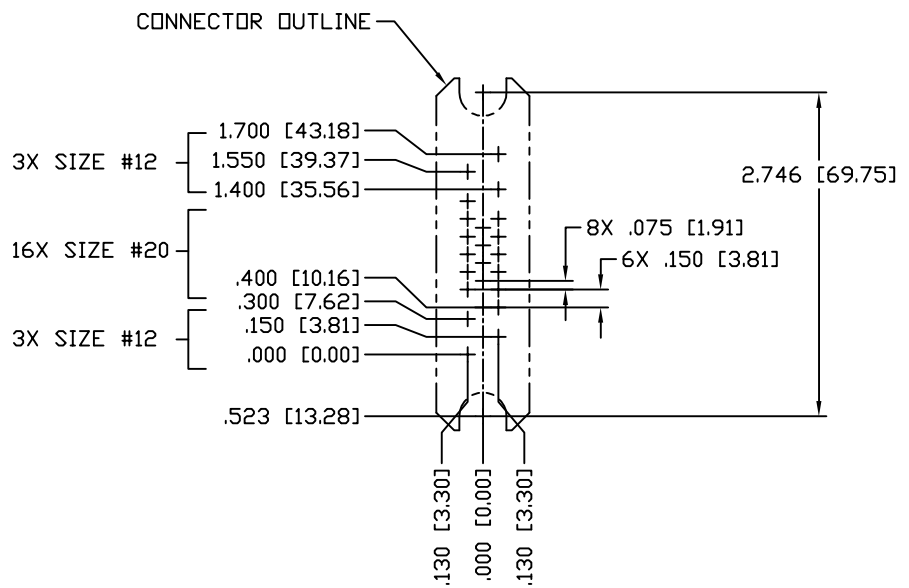 CONNECTOR OUTLINE
1.700 [43.18]
3X SIZE #12
1.550 [39.37]
1.400 [35.56]
2.746 [69.75]
8X .075 [1.91]
16X SIZE #20
6X .150 [3.81]
.400 [10.16]
.300 [7.62]
.150 [3.81]
3X SIZE #12
.000 [0.00]
.523 [13.28]
.130 [3.30]
.000 [0.00]
.130 [3.30]